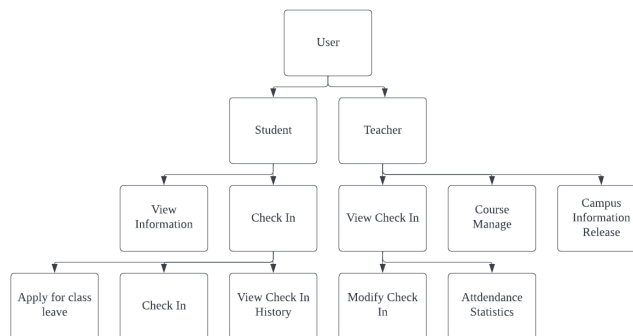 User
Student
Teacher
View
Information
Check In
View Check In
Course
Manage
Campus
Information
Release
Apply for class
leave
Check In
View Check In
History
Modify Check
In
Attdendance
Statistics